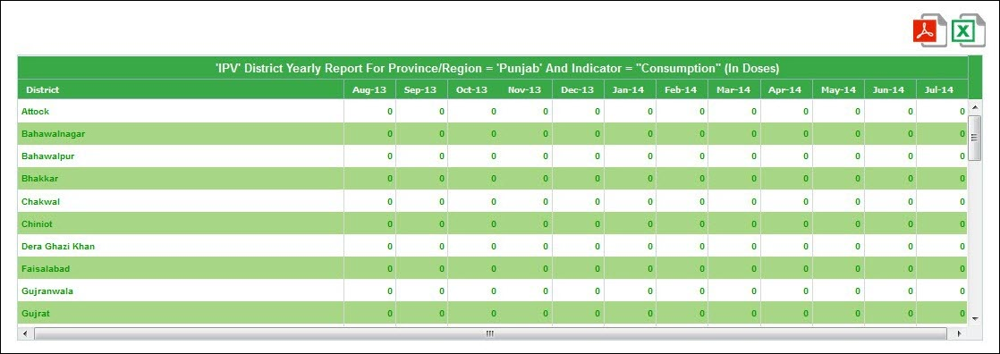 'IPV' District Yearly Report For Province/Region = 'Punjab' And Indicator = "Consumption" (In Doses)
District Aug-13 Sep-13 Oct-13 Nov-13 Dec-13 Jan-14 Feb-14 Mar-14 Apr-14 May-14 Jun-14 Jul-14
Attock 0 0 0 0 0 0 0 0 0 0 0 0
Bahawalnagar 0 0 0 0 0 0 0 0 0 0 0 0
Bahawalpur 0 0 0 0 0 0 0 0 0 0 0 0
Bhakkar 0 0 0 0 0 0 0 0 0 0 0 0
Chakwal 0 0 0 0 0 0 0 0 0 0 0 0
Chiniot 0 0 0 0 0 0 0 0 0 0 0 0
Dera Ghazi Khan 0 0 0 0 0 0 0 0 0 0 0 0
Faisalabad 0 0 0 0 0 0 0 0 0 0 0 0
Gujranwala 0 0 0 0 0 0 0 0 0 0 0 0
Gujrat 0 0 0 0 0 0 0 0 0 0 0 0